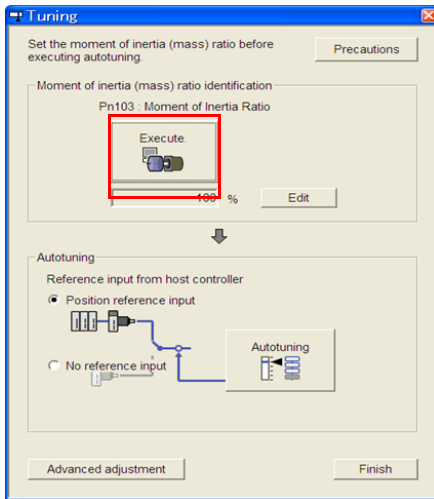 Tuning
Set the moment of inertia (mass) ratio before
executing autotuning.
Precautions
Moment of inertia (mass) ratio identification
Pn103 : Moment of Inertia Ratio
Execute.
100 %
Edit
Autotuning
Reference input from host controller
Position reference input
No reference input
Autotuning
Advanced adjustment
Finish